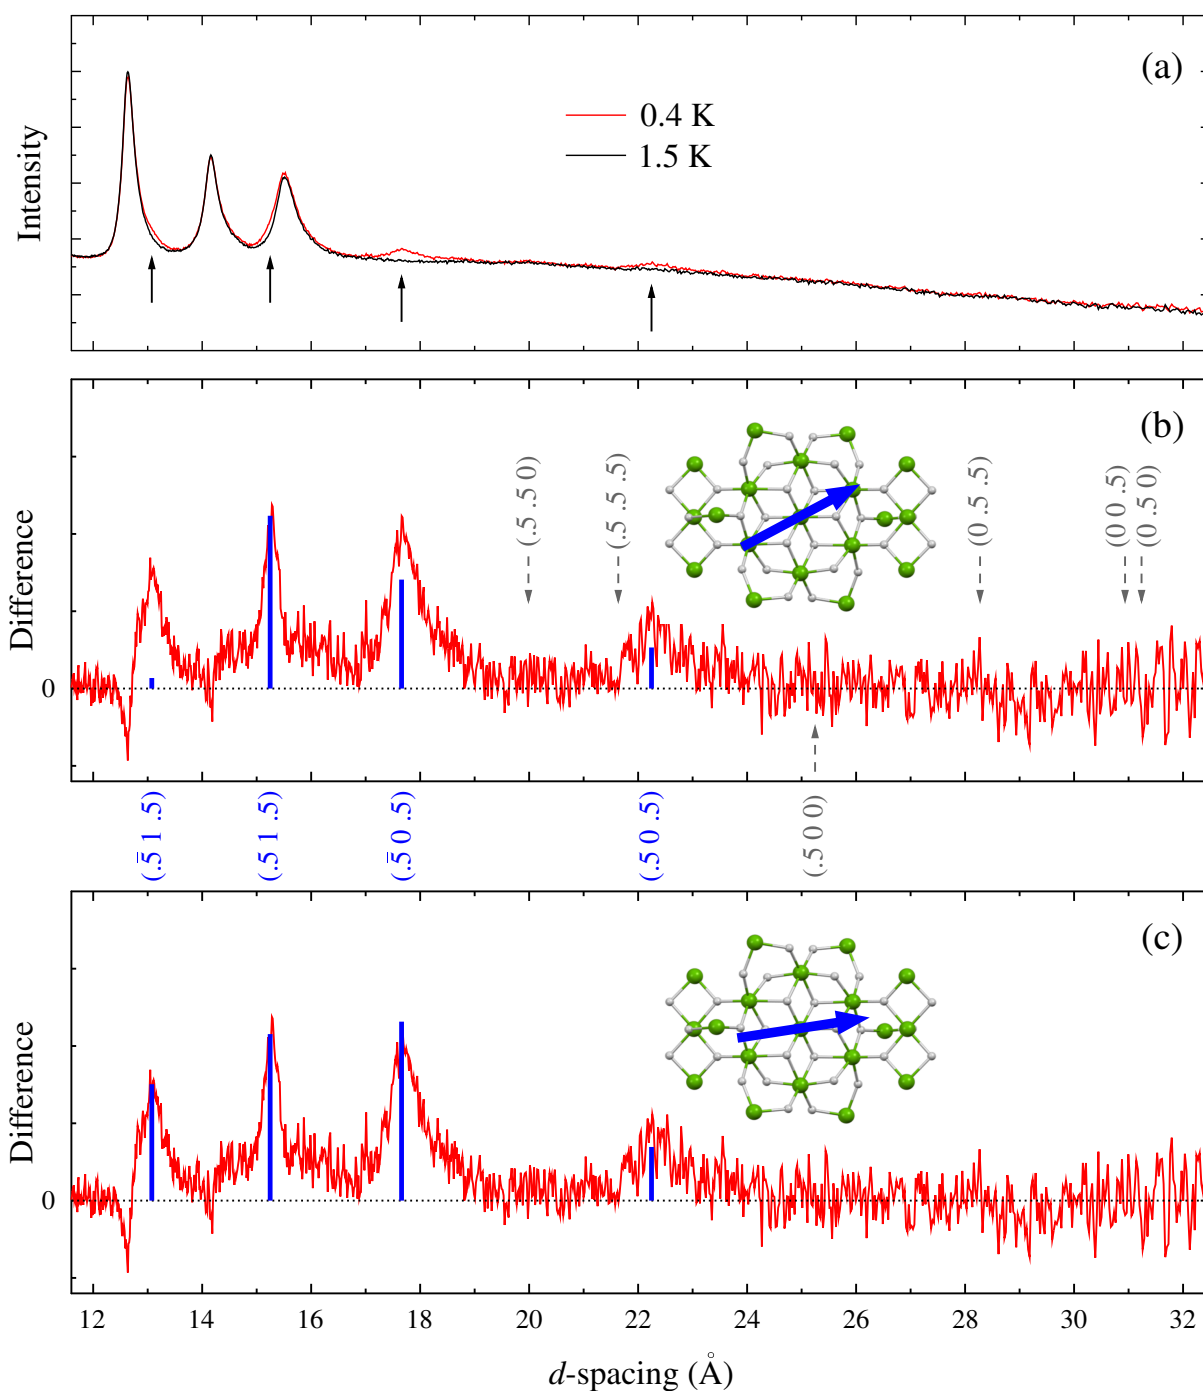 (a)
Intensity
0.4 K
1.5 K
(b)
Difference
0
(.5 .5 0)
(.5 .5 .5)
(0 .5 .5)
(0 0 .5)
(0 .5 0)
(.5̅ 1 .5)
(.5 1 .5)
(.5̅ 0 .5)
(.5 0 .5)
(.5 0 0)
(c)
Difference
0
12 14 16 18 20 22 24 26 28 30 32
d-spacing (Å)